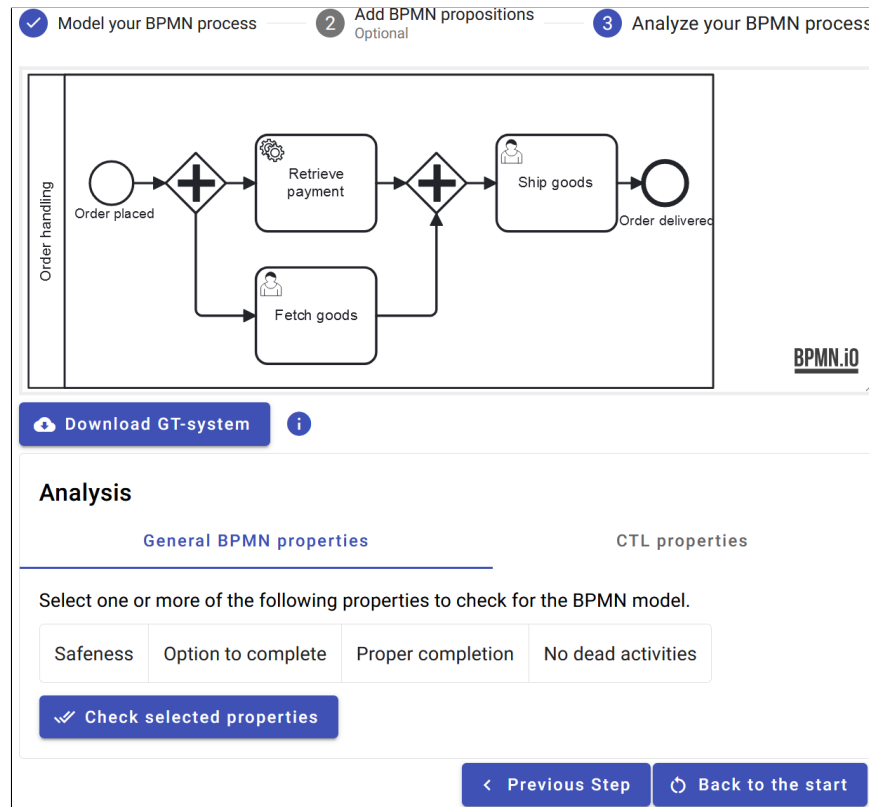 Model your BPMN process
2
Add BPMN propositions
Optional
3
Analyze your BPMN process
Order handling
Order placed
Retrieve
payment
Fetch goods
Ship goods
Order delivered
BPMN.iO
Download GT-system
i
Analysis
General BPMN properties
CTL properties
Select one or more of the following properties to check for the BPMN model.
Safeness
Option to complete
Proper completion
No dead activities
Check selected properties
Previous Step
Back to the start